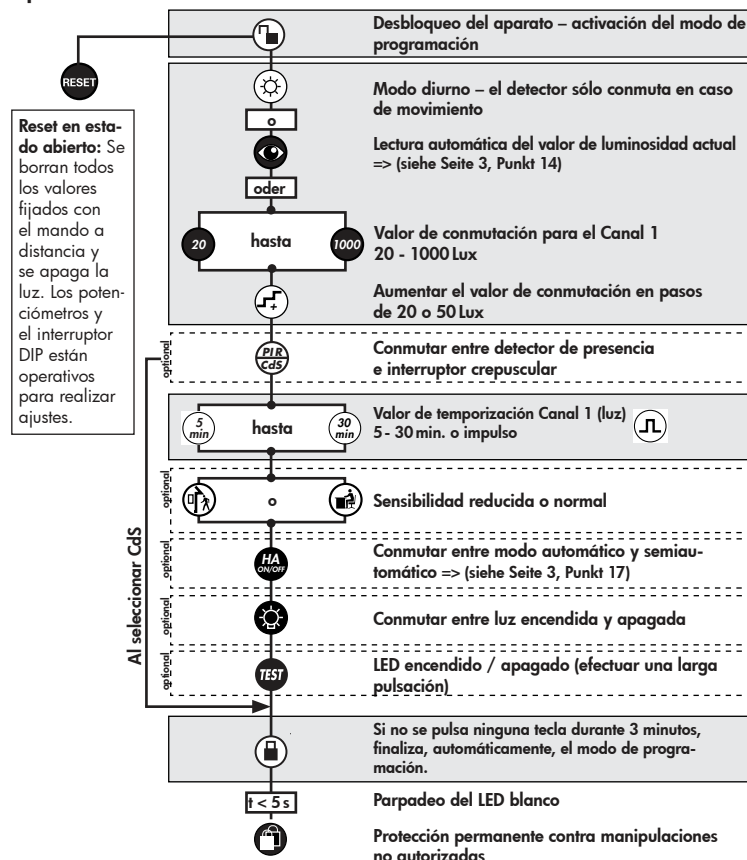 Desbloqueo del aparato – activación del modo de
programación
RESET
Reset en esta-
do abierto: Se
borran todos
los valores
fijados con
el mando a
distancia y
se apaga la
luz. Los poten-
ciómetros y
el interruptor
DIP están
operativos
para realizar
ajustes.
Modo diurno – el detector sólo conmuta en caso
de movimiento
o
Lectura automática del valor de luminosidad actual
=> (siehe Seite 3, Punkt 14)
oder
20
hasta
1000
Valor de conmutación para el Canal 1
20 - 1000 Lux
+
Aumentar el valor de conmutación en pasos
de 20 o 50 Lux
optional
PIR
CdS
Conmutar entre detector de presencia
e interruptor crepuscular
5
min
hasta
30
min
Valor de temporización Canal 1 (luz)
5 - 30 min. o impulso
optional
o
Sensibilidad reducida o normal
optional
HA
ON/OFF
Conmutar entre modo automático y semiau-
tomático => (siehe Seite 3, Punkt 17)
optional
Conmutar entre luz encendida y apagada
optional
TEST
LED encendido / apagado (efectuar una larga
pulsación)
Al seleccionar CdS
Si no se pulsa ninguna tecla durante 3 minutos,
finaliza, automáticamente, el modo de progra-
mación.
t < 5 s
Parpadeo del LED blanco
Protección permanente contra manipulaciones
no autorizadas